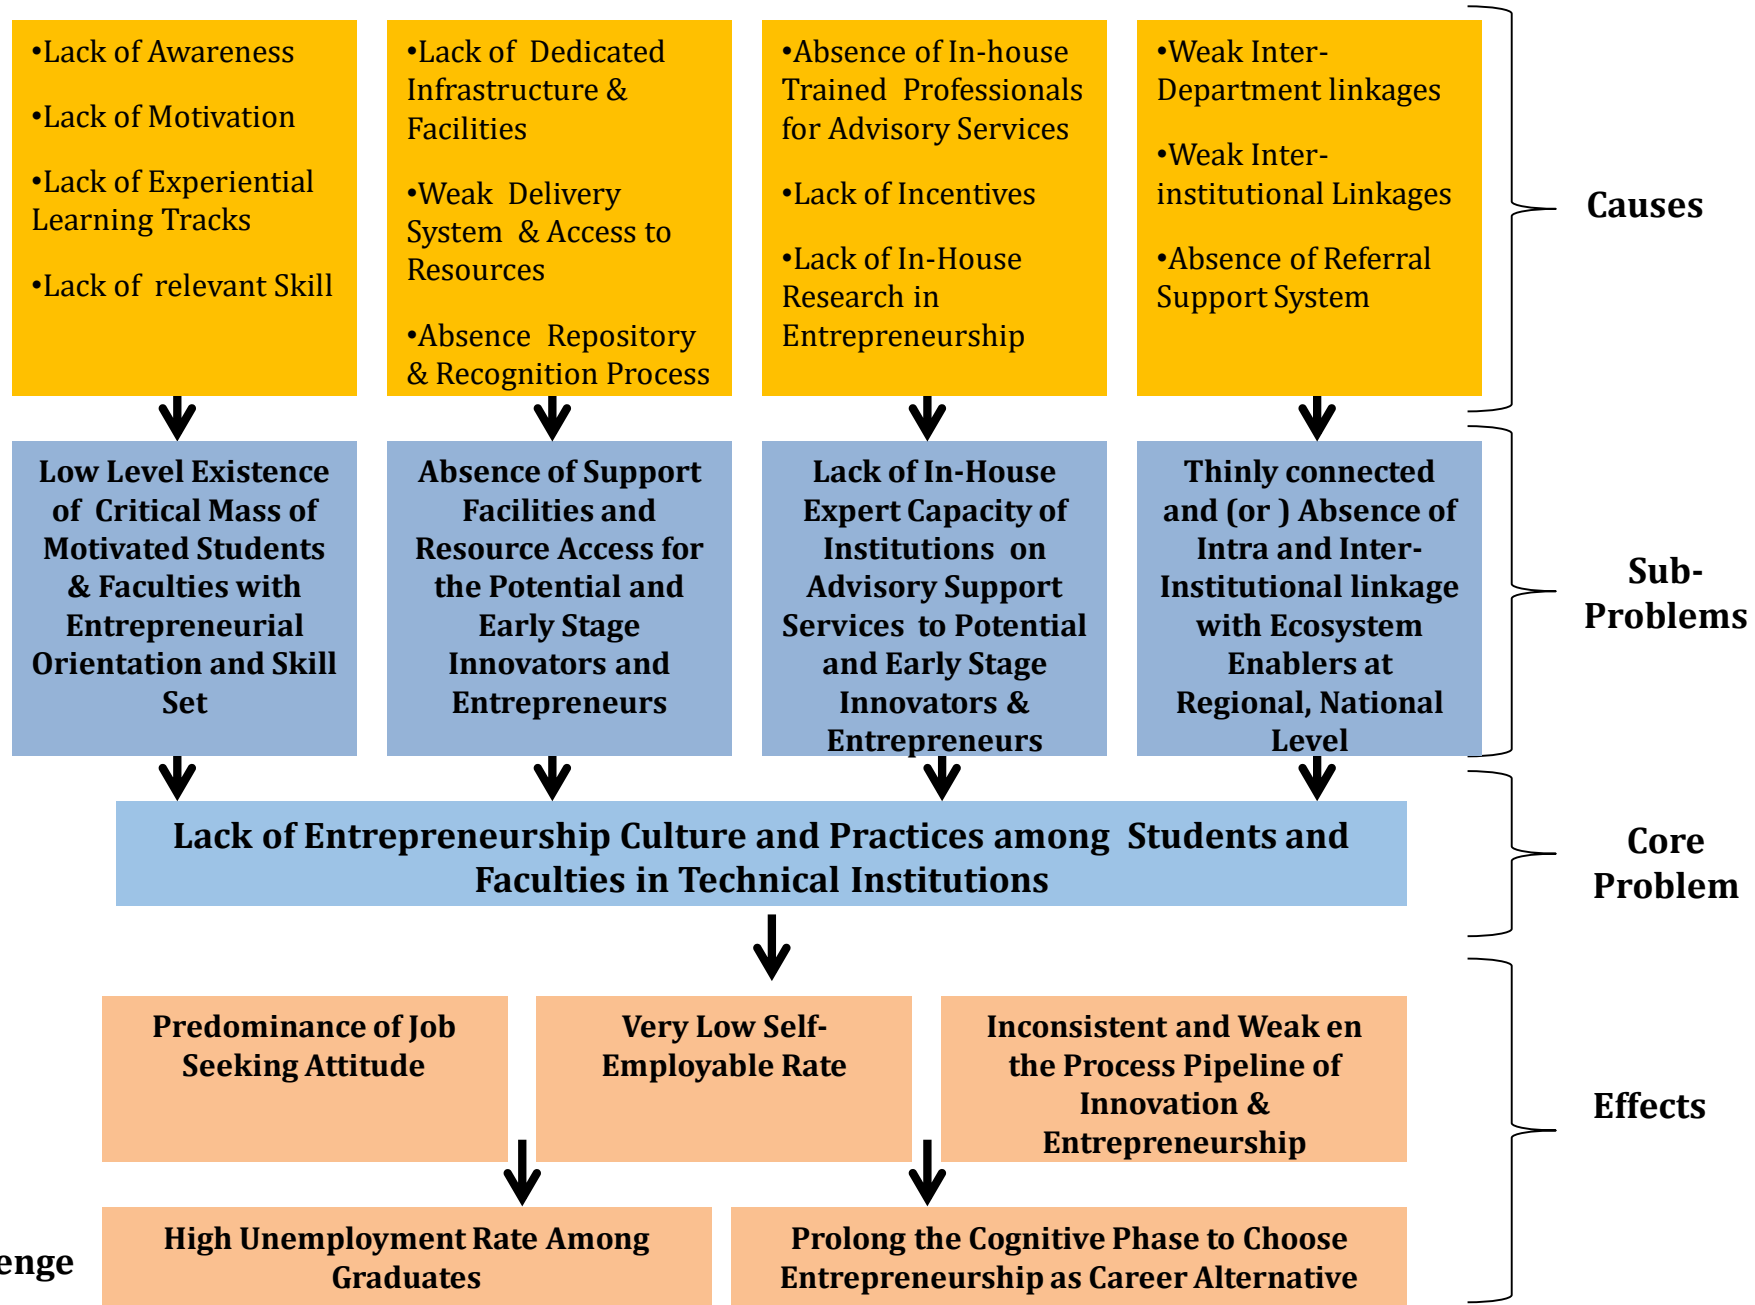 •Lack of Awareness
•Lack of Motivation
•Lack of Experiential
Learning Tracks
•Lack of relevant Skill
•Lack of Dedicated
Infrastructure &
Facilities
•Weak Delivery
System & Access to
Resources
•Absence Repository
& Recognition Process
•Absence of In-house
Trained Professionals
for Advisory Services
•Lack of Incentives
•Lack of In-House
Research in
Entrepreneurship
•Weak Inter-
Department linkages
•Weak Inter-
institutional Linkages
•Absence of Referral
Support System
Causes
Low Level Existence
of Critical Mass of
Motivated Students
& Faculties with
Entrepreneurial
Orientation and Skill
Set
Absence of Support
Facilities and
Resource Access for
the Potential and
Early Stage
Innovators and
Entrepreneurs
Lack of In-House
Expert Capacity of
Institutions on
Advisory Support
Services to Potential
and Early Stage
Innovators &
Entrepreneurs
Thinly connected
and (or ) Absence of
Intra and Inter-
Institutional linkage
with Ecosystem
Enablers at
Regional, National
Level
Sub-
Problems
Lack of Entrepreneurship Culture and Practices among Students and
Faculties in Technical Institutions
Core
Problem
Predominance of Job
Seeking Attitude
Very Low Self-
Employable Rate
Inconsistent and Weak en
the Process Pipeline of
Innovation &
Entrepreneurship
Effects
enge
High Unemployment Rate Among
Graduates
Prolong the Cognitive Phase to Choose
Entrepreneurship as Career Alternative